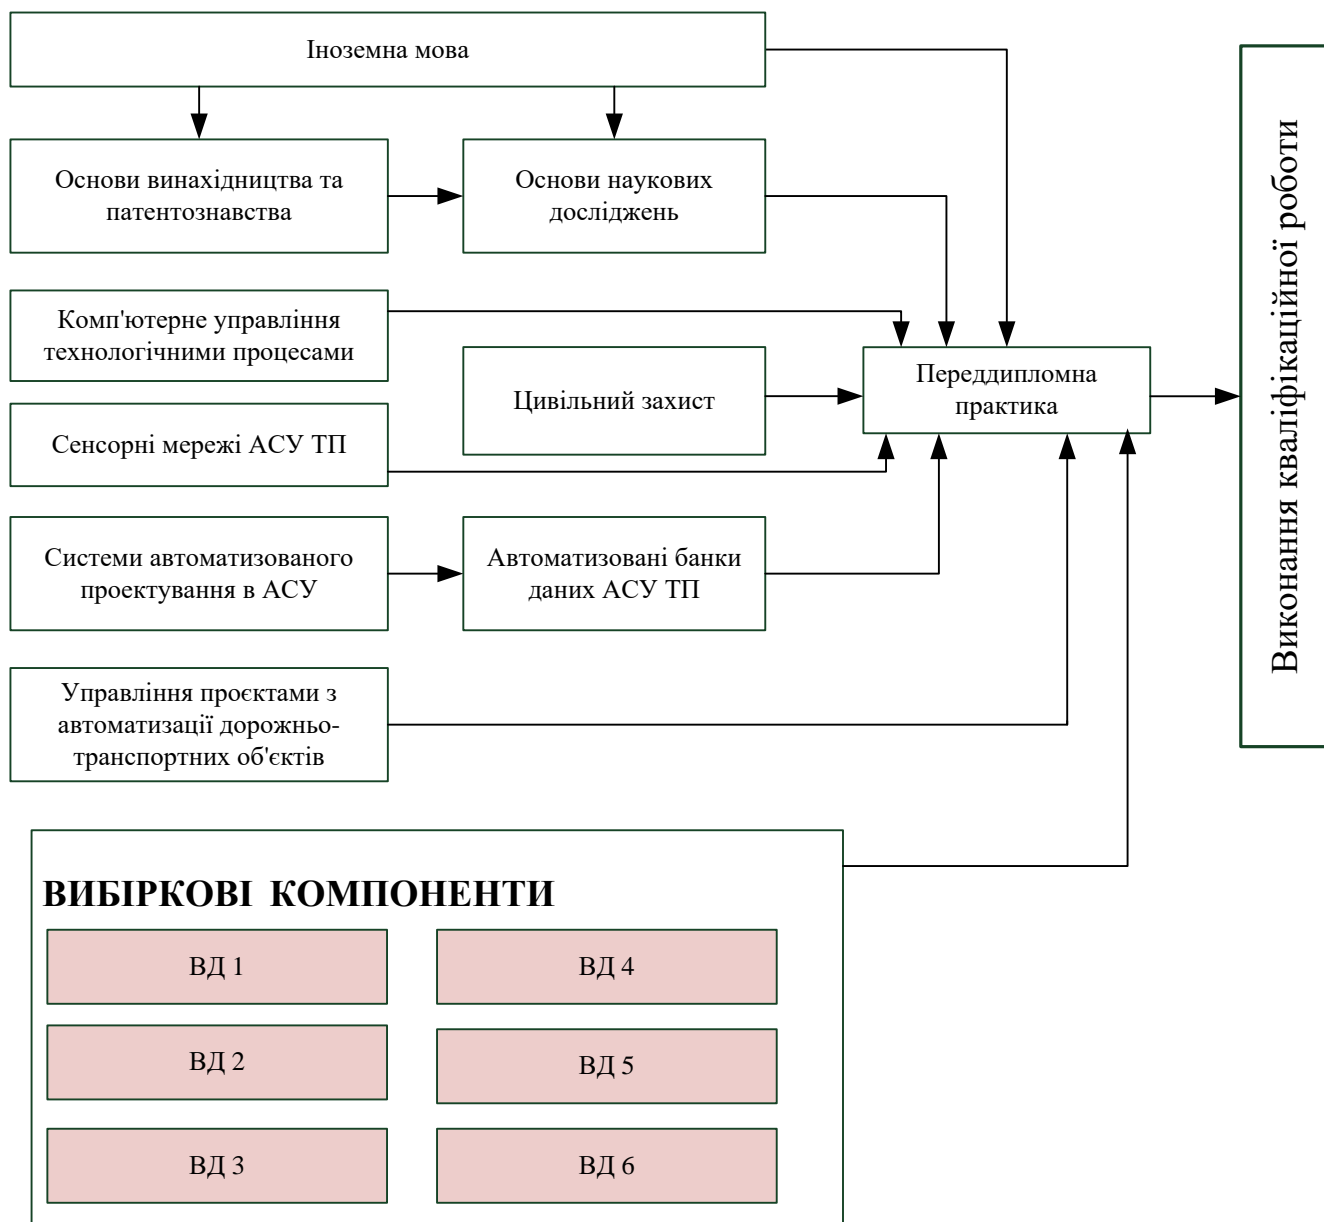 Іноземна мова
Основи винахідництва та
патентознавства
Основи наукових
досліджень
Комп'ютерне управління
технологічними процесами
Цивільний захист
Переддипломна
практика
Сенсорні мережі АСУ ТП
Системи автоматизованого
проектування в АСУ
Автоматизовані банки
даних АСУ ТП
Управління проєктами з
автоматизації дорожньо-
транспортних об'єктів
Виконання кваліфікаційної роботи
ВИБІРКОВІ КОМПОНЕНТИ
ВД 1
ВД 4
ВД 2
ВД 5
ВД 3
ВД 6